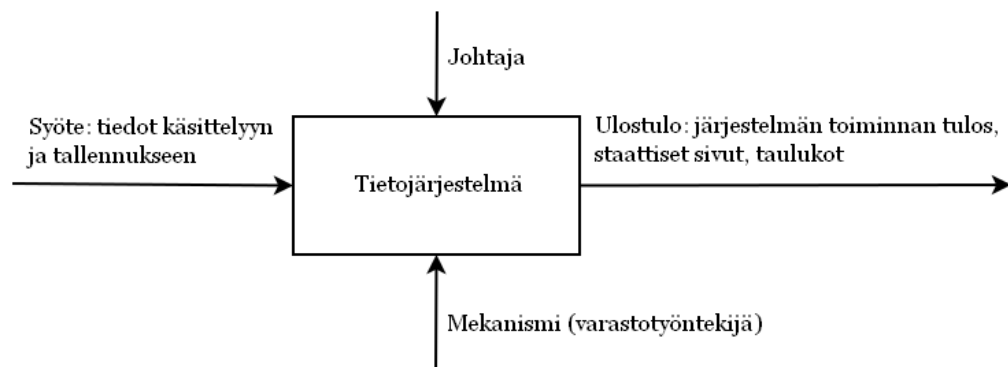 Johtaja
Syöte: tiedot käsittelyyn
ja tallennukseen
Ulostulo: järjestelmän toiminnan tulos,
staattiset sivut, taulukot
Tietojärjestelmä
Mekanismi (varastotyöntekijä)